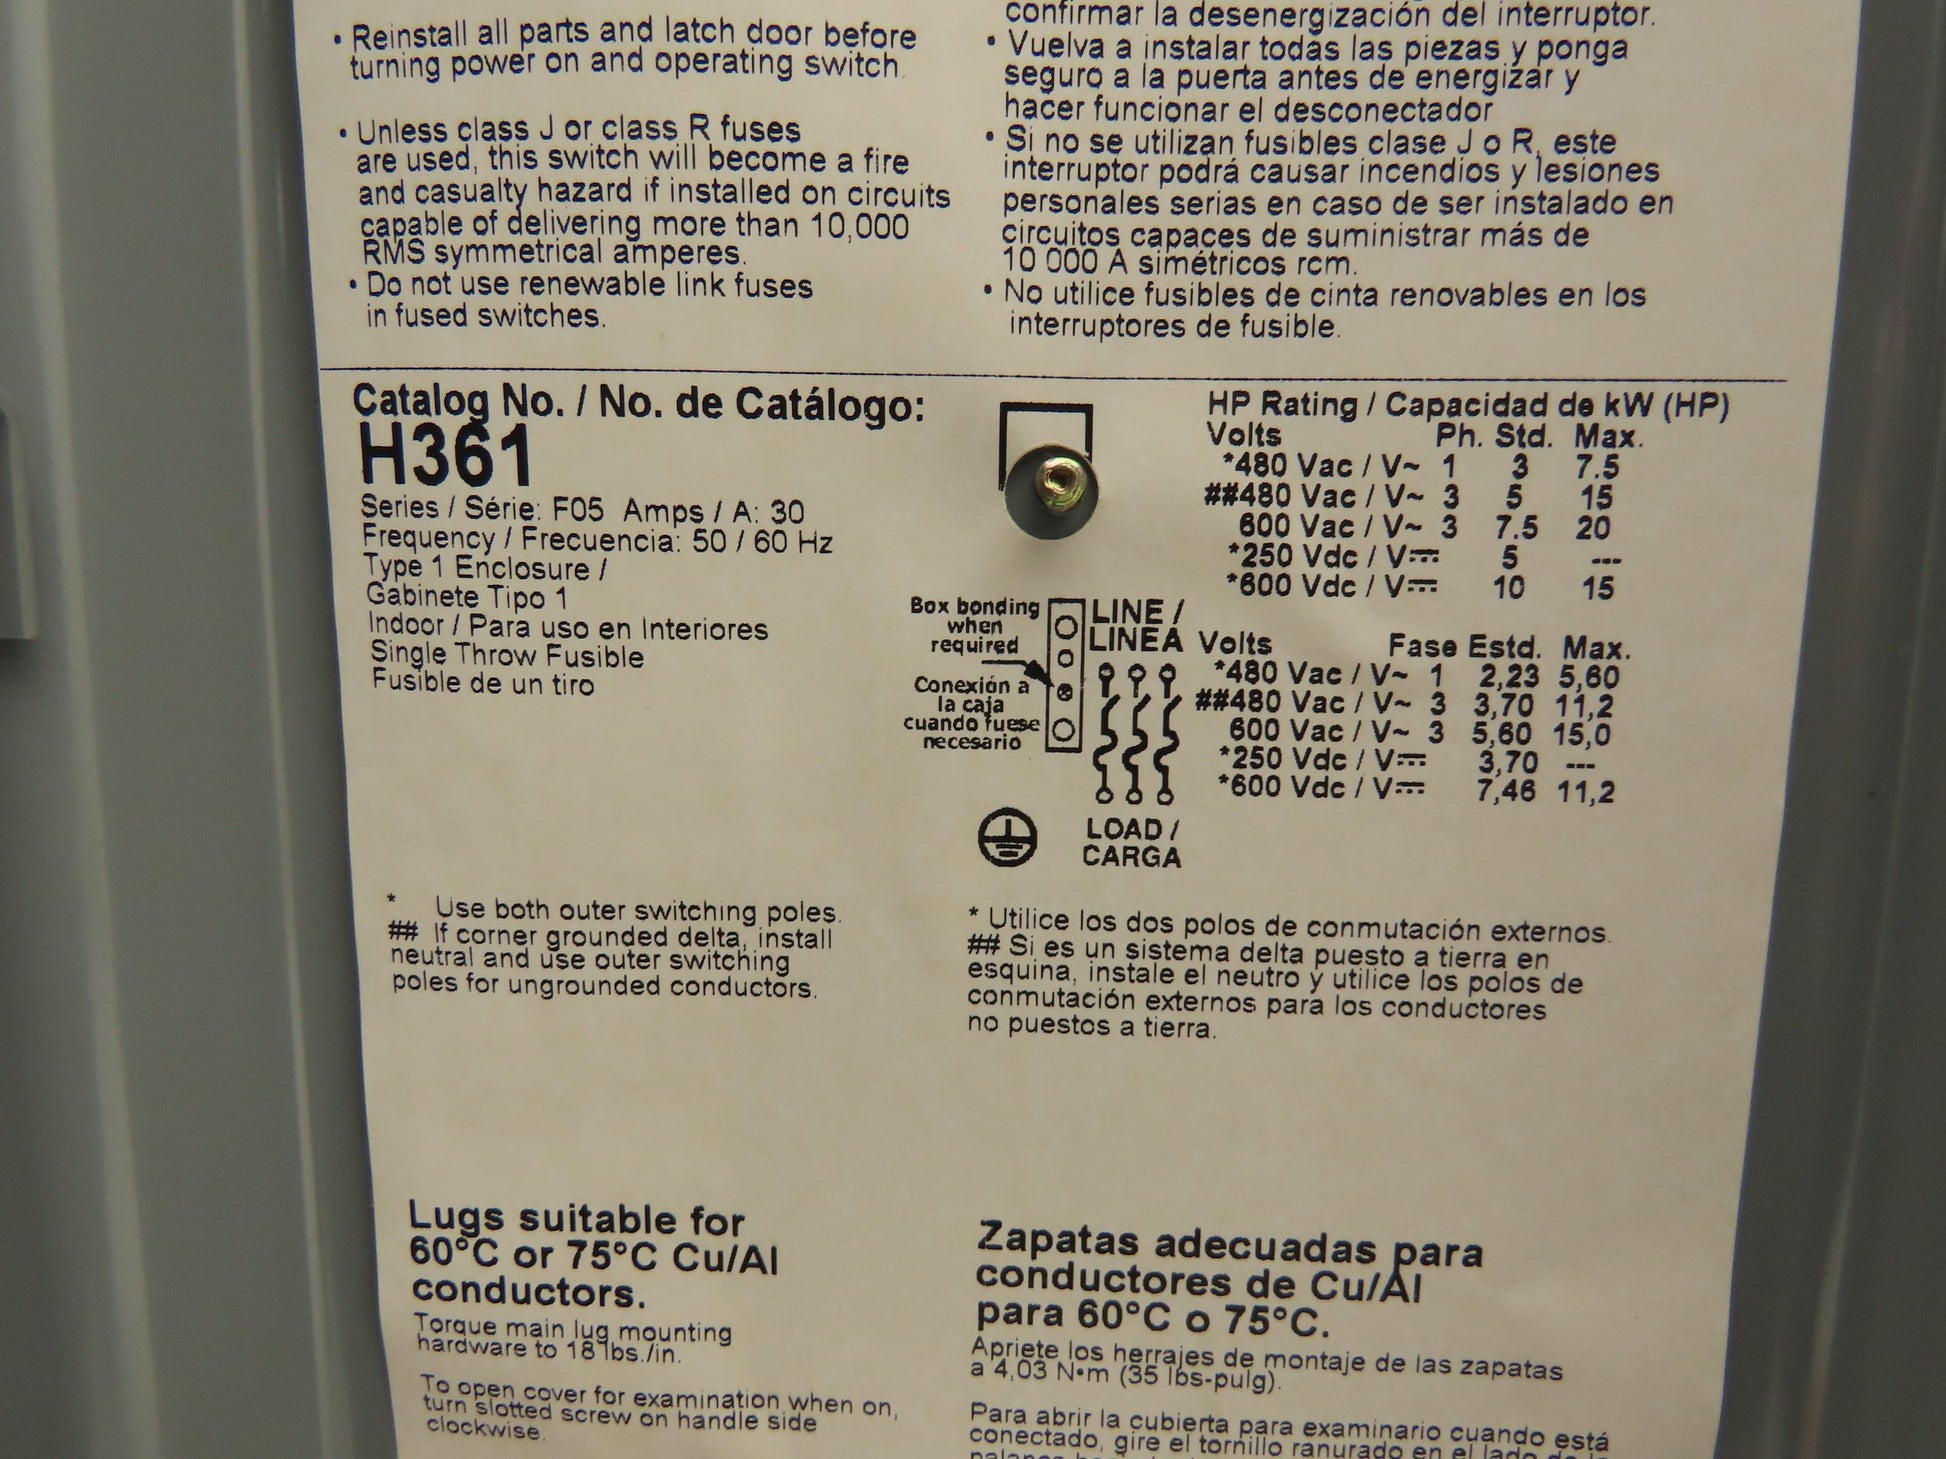 • Reinstall all parts and latch door before
turning power on and operating switch.
• Unless class J or class R fuses
are used, this switch will become a fire
and casualty hazard if installed on circuits
capable of delivering more than 10,000
RMS symmetrical amperes.
• Do not use renewable link fuses
in fused switches.
confirmar la desenergización del interruptor.
• Vuelva a instalar todas las piezas y ponga
seguro a la puerta antes de energizar y
hacer funcionar el desconectador
• Si no se utilizan fusibles clase J o R, este
interruptor podrá causar incendios y lesiones
personales serias en caso de ser instalado en
circuitos capaces de suministrar más de
10 000 A simétricos rcm.
• No utilice fusibles de cinta renovables en los
interruptores de fusible.
Catalog No. / No. de Catálogo:
H361
Series / Série: F05 Amps / A: 30
Frequency / Frecuencia: 50 / 60 Hz
Type 1 Enclosure /
Gabinete Tipo 1
Indoor / Para uso en Interiores
Single Throw Fusible
Fusible de un tiro
Box bonding
when
required
Conexión a
la caja
cuando fuese
necesario
LINE /
LINEA
LOAD /
CARGA
HP Rating / Capacidad de kW (HP)
Volts Ph. Std. Max.
*480 Vac / V~ 1 3 7.5
##480 Vac / V~ 3 5 15
600 Vac / V~ 3 7.5 20
*250 Vdc / V⎓ 5 ---
*600 Vdc / V⎓ 10 15
Volts Fase Estd. Max.
*480 Vac / V~ 1 2,23 5,60
##480 Vac / V~ 3 3,70 11,2
600 Vac / V~ 3 5,60 15,0
*250 Vdc / V⎓ 3,70 ---
*600 Vdc / V⎓ 7,46 11,2
* Use both outer switching poles.
## If corner grounded delta, install
neutral and use outer switching
poles for ungrounded conductors.
* Utilice los dos polos de conmutación externos.
## Si es un sistema delta puesto a tierra en
esquina, instale el neutro y utilice los polos de
conmutación externos para los conductores
no puestos a tierra.
Lugs suitable for
60°C or 75°C Cu/Al
conductors.
Torque main lug mounting
hardware to 18 lbs./in.
To open cover for examination when on,
turn slotted screw on handle side
clockwise.
Zapatas adecuadas para
conductores de Cu/Al
para 60°C o 75°C.
Apriete los herrajes de montaje de las zapatas
a 4,03 N•m (35 lbs-pulg).
Para abrir la cubierta para examinario cuando está
conectado, gire el tornillo ranurado en el lado de la